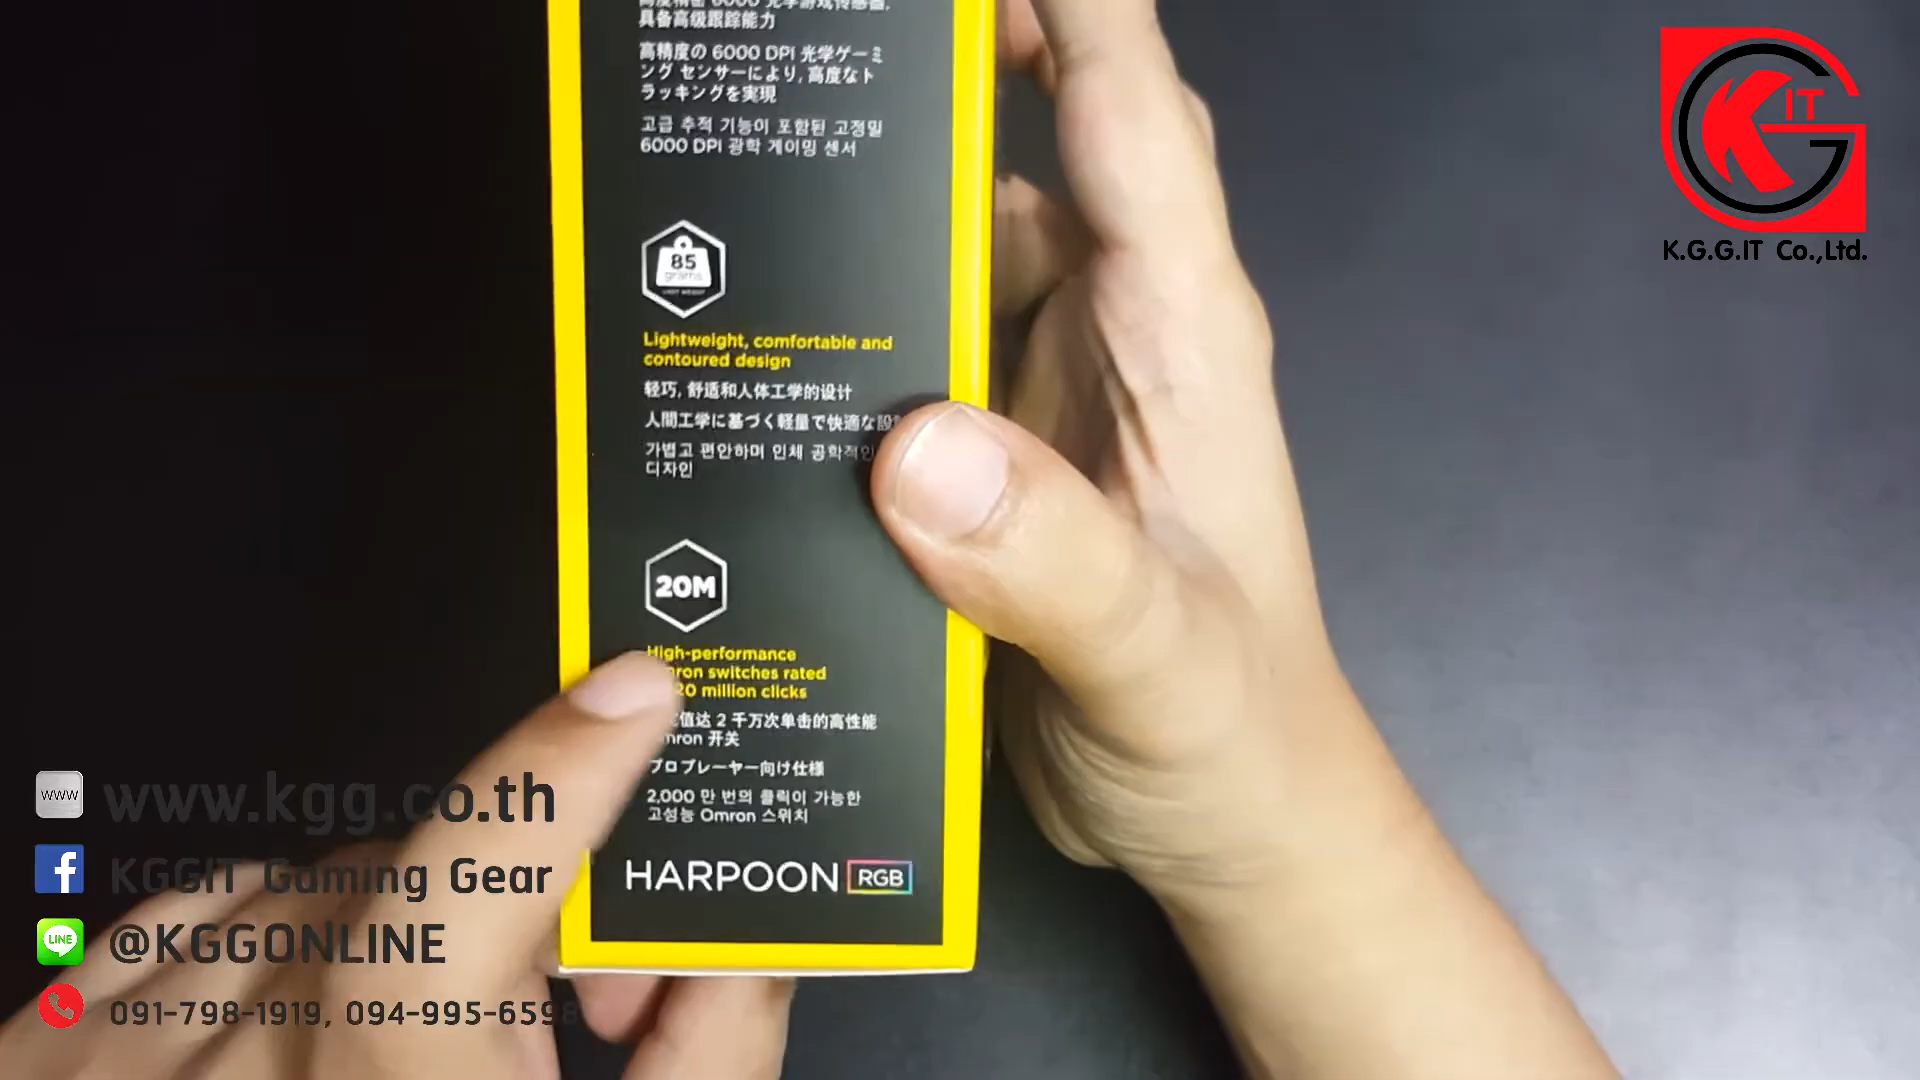 具备高级跟踪能力
高精度の 6000 DPI 光学ゲーミ
ング センサーにより, 高度なト
ラッキングを実現
고급 추적 기능이 포함된 고정밀
6000 DPI 광학 게이밍 센서
85
grams
LIGHT WEIGHT
Lightweight, comfortable and
contoured design
轻巧, 舒适和人体工学的设计
人間工学に基づく軽量で快適な設
가볍고 편안하며 인체 공학적인
디자인
20M
High-performance
switches rated
20 million clicks
值达 2 千万次单击的高性能
开关
プロプレーヤー向け仕様
2,000 만 번의 클릭이 가능한
고성능 Omron 스위치
HARPOON RGB
K IT G
K.G.G.IT Co.,Ltd.
www www.kgg.co.th
f KGGIT Gaming Gear
LINE @KGGONLINE
091-798-1919, 094-995-6598